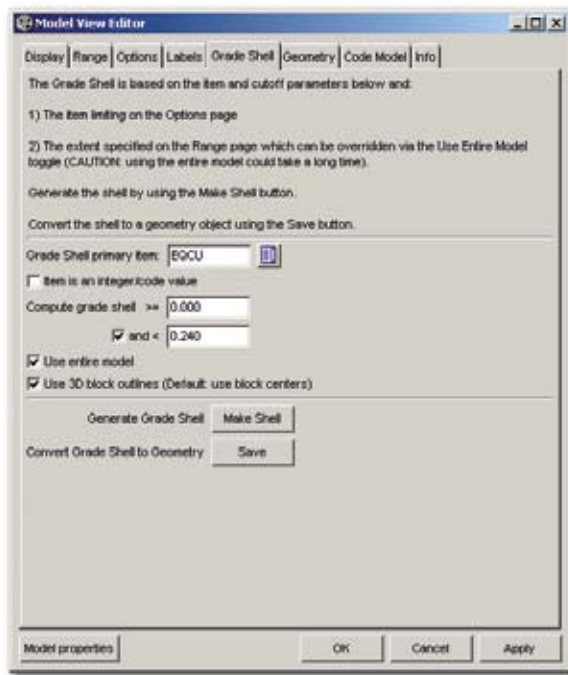 Model View Editor
Display Range Options Labels Grade Shell Geometry Code Model Info
The Grade Shell is based on the item and cutoff parameters below and:
1) The item limiting on the Options page
2) The extent specified on the Range page which can be overridden via the Use Entire Model
toggle (CAUTION: using the entire model could take a long time).
Generate the shell by using the Make Shell button.
Convert the shell to a geometry object using the Save button.
Grade Shell primary item: EQCU
Item is an integer/code value
Compute grade shell >= 0.000
and < 0.240
Use entire model
Use 3D block outlines (Default: use block centers)
Generate Grade Shell Make Shell
Convert Grade Shell to Geometry Save
Model properties OK Cancel Apply